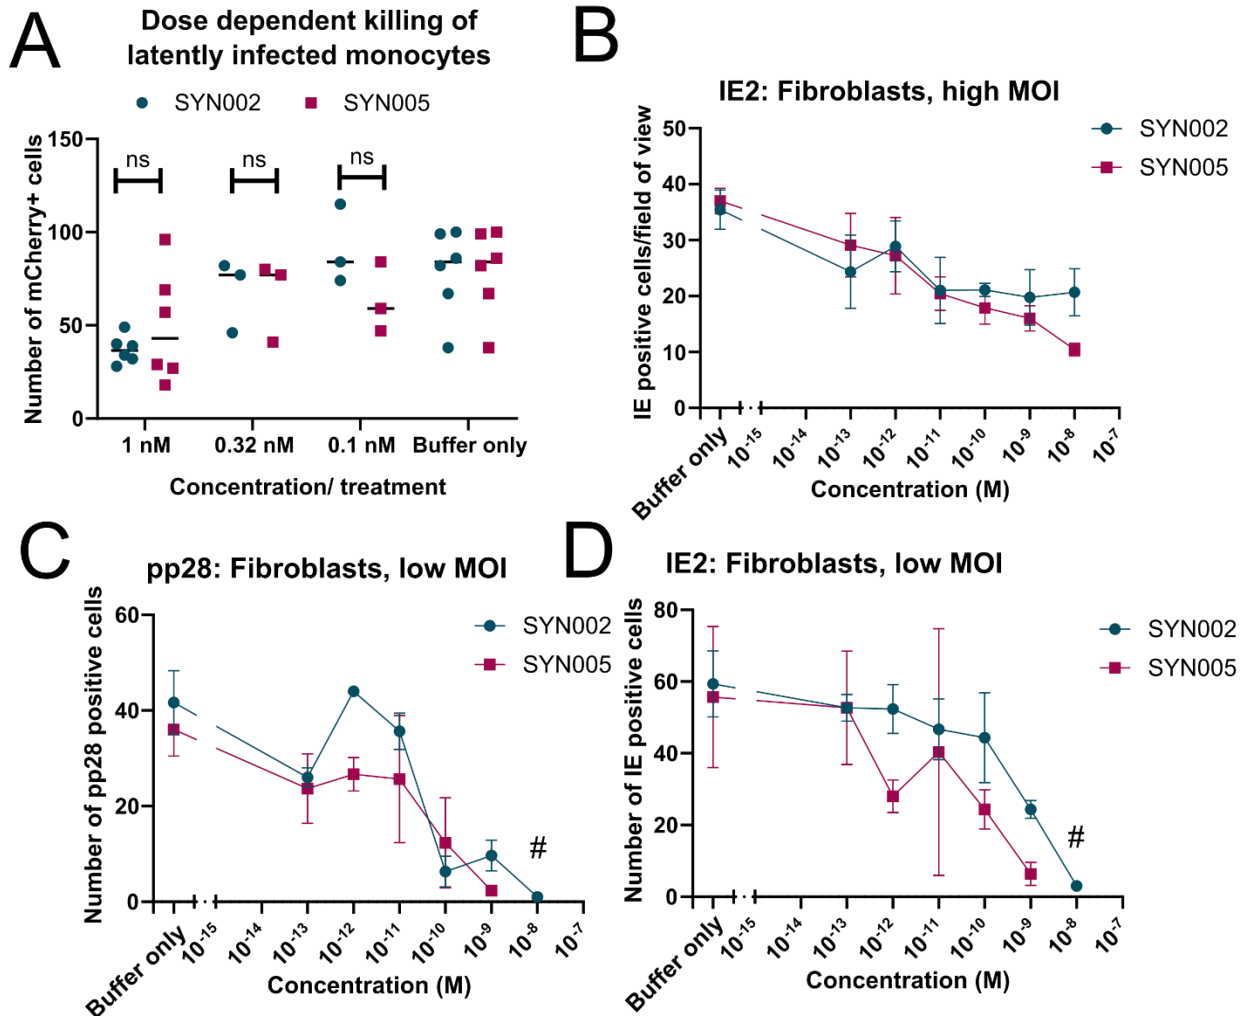 A
Dose dependent killing of
latently infected monocytes
SYN002
SYN005
Number of mCherry+ cells
150
100
50
0
ns
ns
ns
1 nM
0.32 nM
0.1 nM
Buffer only
Concentration/ treatment
B
IE2: Fibroblasts, high MOI
SYN002
SYN005
IE positive cells/field of view
50
40
30
20
10
0
Buffer only
10-15
10-14
10-13
10-12
10-11
10-10
10-9
10-8
10-7
Concentration (M)
C
pp28: Fibroblasts, low MOI
SYN002
SYN005
Number of pp28 positive cells
60
40
20
0
#
Buffer only
10-15
10-14
10-13
10-12
10-11
10-10
10-9
10-8
10-7
Concentration (M)
D
IE2: Fibroblasts, low MOI
SYN002
SYN005
Number of IE positive cells
80
60
40
20
0
#
Buffer only
10-15
10-14
10-13
10-12
10-11
10-10
10-9
10-8
10-7
Concentration (M)